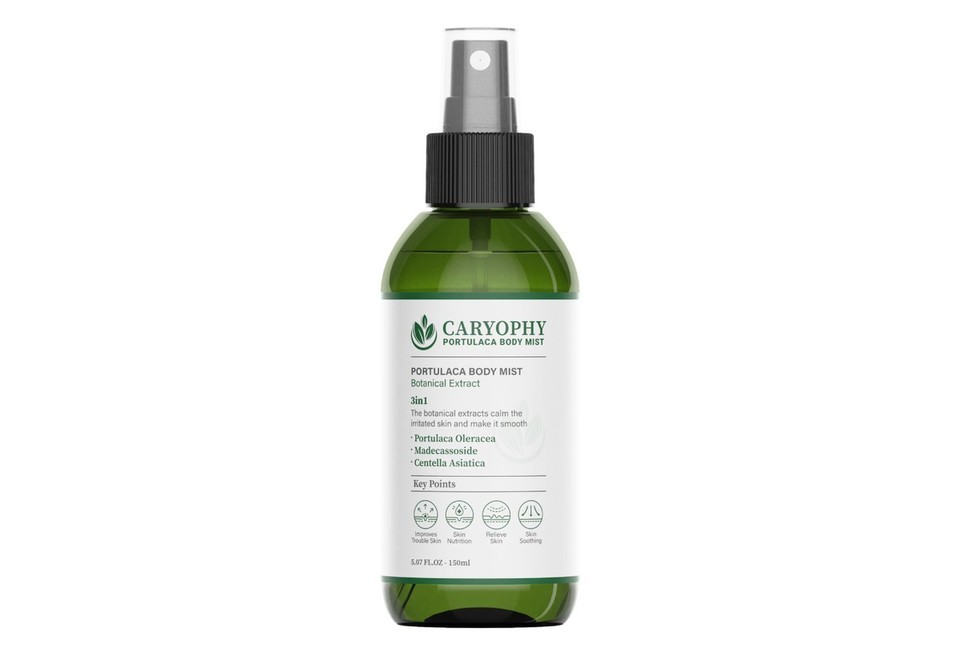 CARYOPHY
PORTULACA BODY MIST
PORTULACA BODY MIST
Botanical Extract
3in1
The botanical extracts calm the
irritated skin and make it smooth
· Portulaca Oleracea
· Madecassoside
· Centella Asiatica
Key Points
Improves
Trouble Skin
Skin
Nutrition
Relieve
Skin
Skin
Soothing
5.07 FL.OZ - 150ml